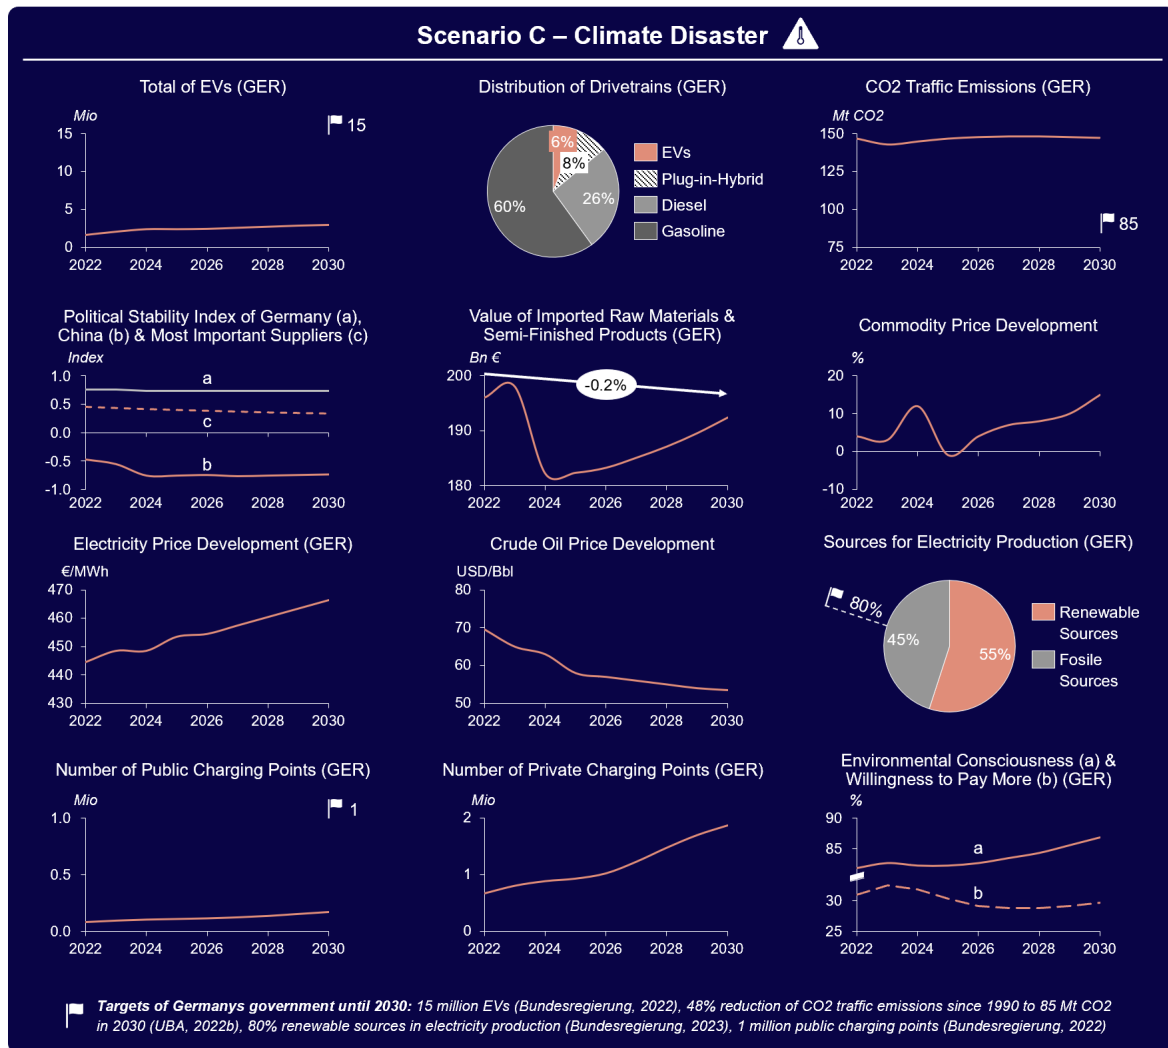 Scenario C – Climate Disaster
Total of EVs (GER)
Mio
15
15
10
5
0
2022 2024 2026 2028 2030
Distribution of Drivetrains (GER)
6%
8%
26%
60%
EVs
Plug-in-Hybrid
Diesel
Gasoline
CO2 Traffic Emissions (GER)
Mt CO2
150
125
100
85
75
2022 2024 2026 2028 2030
Political Stability Index of Germany (a),
China (b) & Most Important Suppliers (c)
Index
1.0
a
0.5
c
0.0
b
-0.5
-1.0
2022 2024 2026 2028 2030
Value of Imported Raw Materials &
Semi-Finished Products (GER)
Bn €
200
-0.2%
190
180
2022 2024 2026 2028 2030
Commodity Price Development
%
20
10
0
-10
2022 2024 2026 2028 2030
Electricity Price Development (GER)
€/MWh
470
460
450
440
430
2022 2024 2026 2028 2030
Crude Oil Price Development
USD/Bbl
80
70
60
50
2022 2024 2026 2028 2030
Sources for Electricity Production (GER)
80%
45%
55%
Renewable
Sources
Fosile
Sources
Number of Public Charging Points (GER)
Mio
1
1.0
0.5
0.0
2022 2024 2026 2028 2030
Number of Private Charging Points (GER)
Mio
2
1
0
2022 2024 2026 2028 2030
Environmental Consciousness (a) &
Willingness to Pay More (b) (GER)
%
90
85
a
b
30
25
2022 2024 2026 2028 2030
Targets of Germanys government until 2030: 15 million EVs (Bundesregierung, 2022), 48% reduction of CO2 traffic emissions since 1990 to 85 Mt CO2
in 2030 (UBA, 2022b), 80% renewable sources in electricity production (Bundesregierung, 2023), 1 million public charging points (Bundesregierung, 2022)